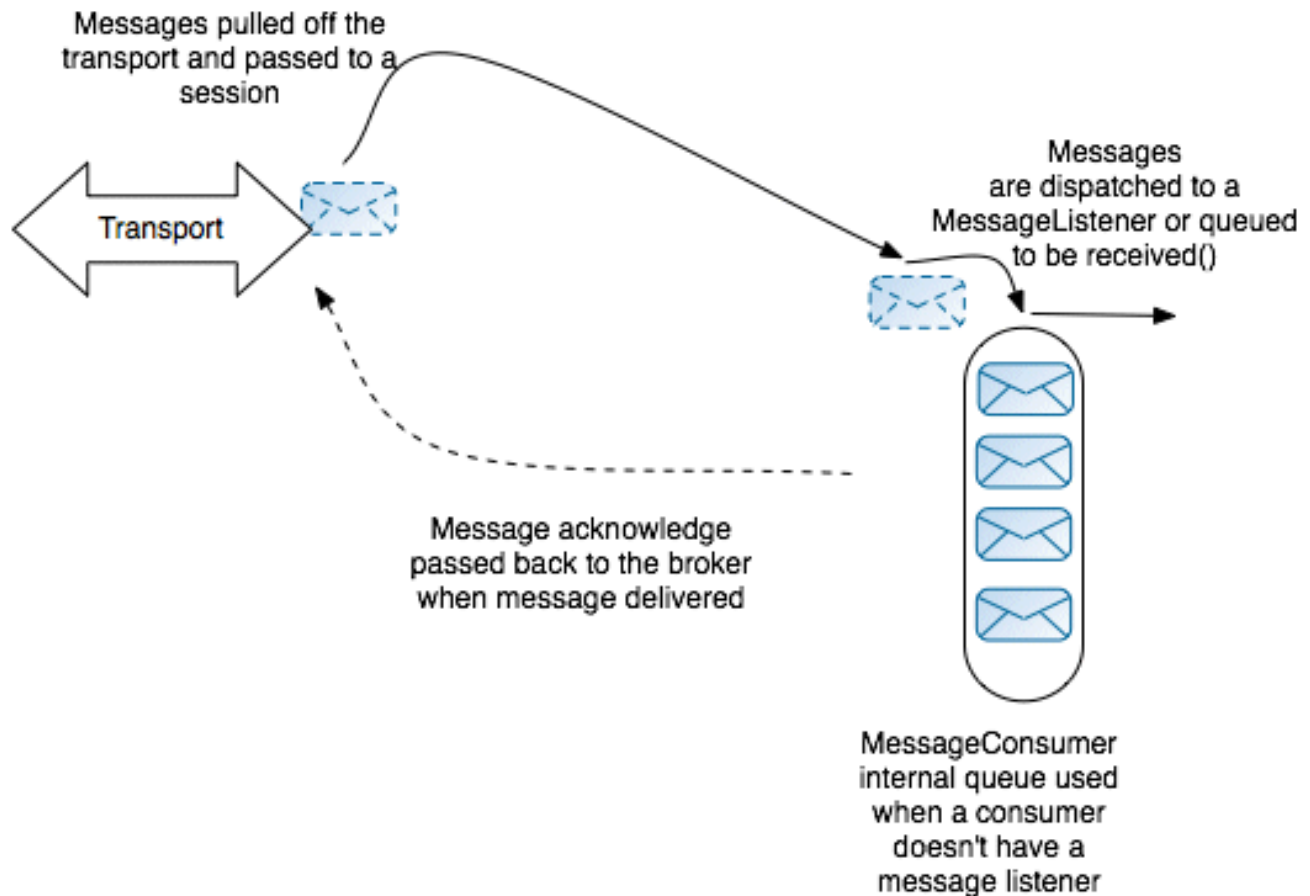 Messages pulled off the
transport and passed to a
session
Transport
Messages
are dispatched to a
MessageListener or queued
to be received()
Message acknowledge
passed back to the broker
when message delivered
MessageConsumer
internal queue used
when a consumer
doesn't have a
message listener